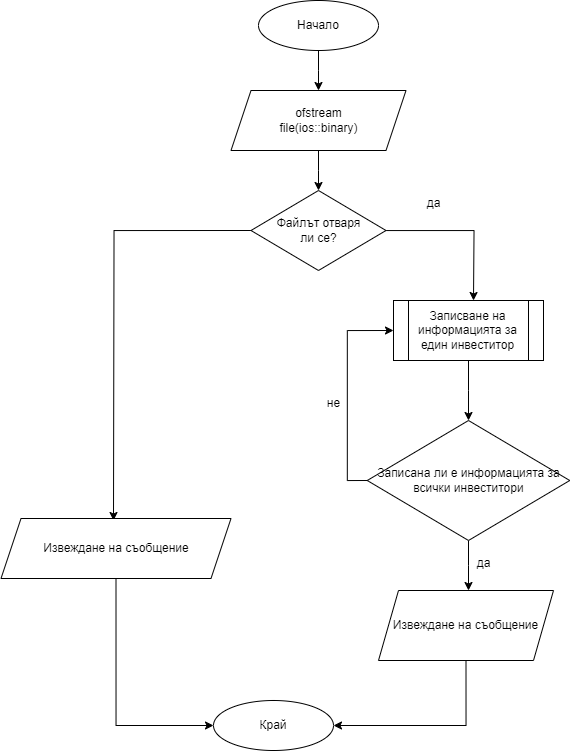 Начало
ofstream
file(ios::binary)
да
Файлът отваря
ли се?
Записване на
информацията за
един инвеститор
не
Записана ли е информацията за
всички инвеститори
Извеждане на съобщение
да
Извеждане на съобщение
Край